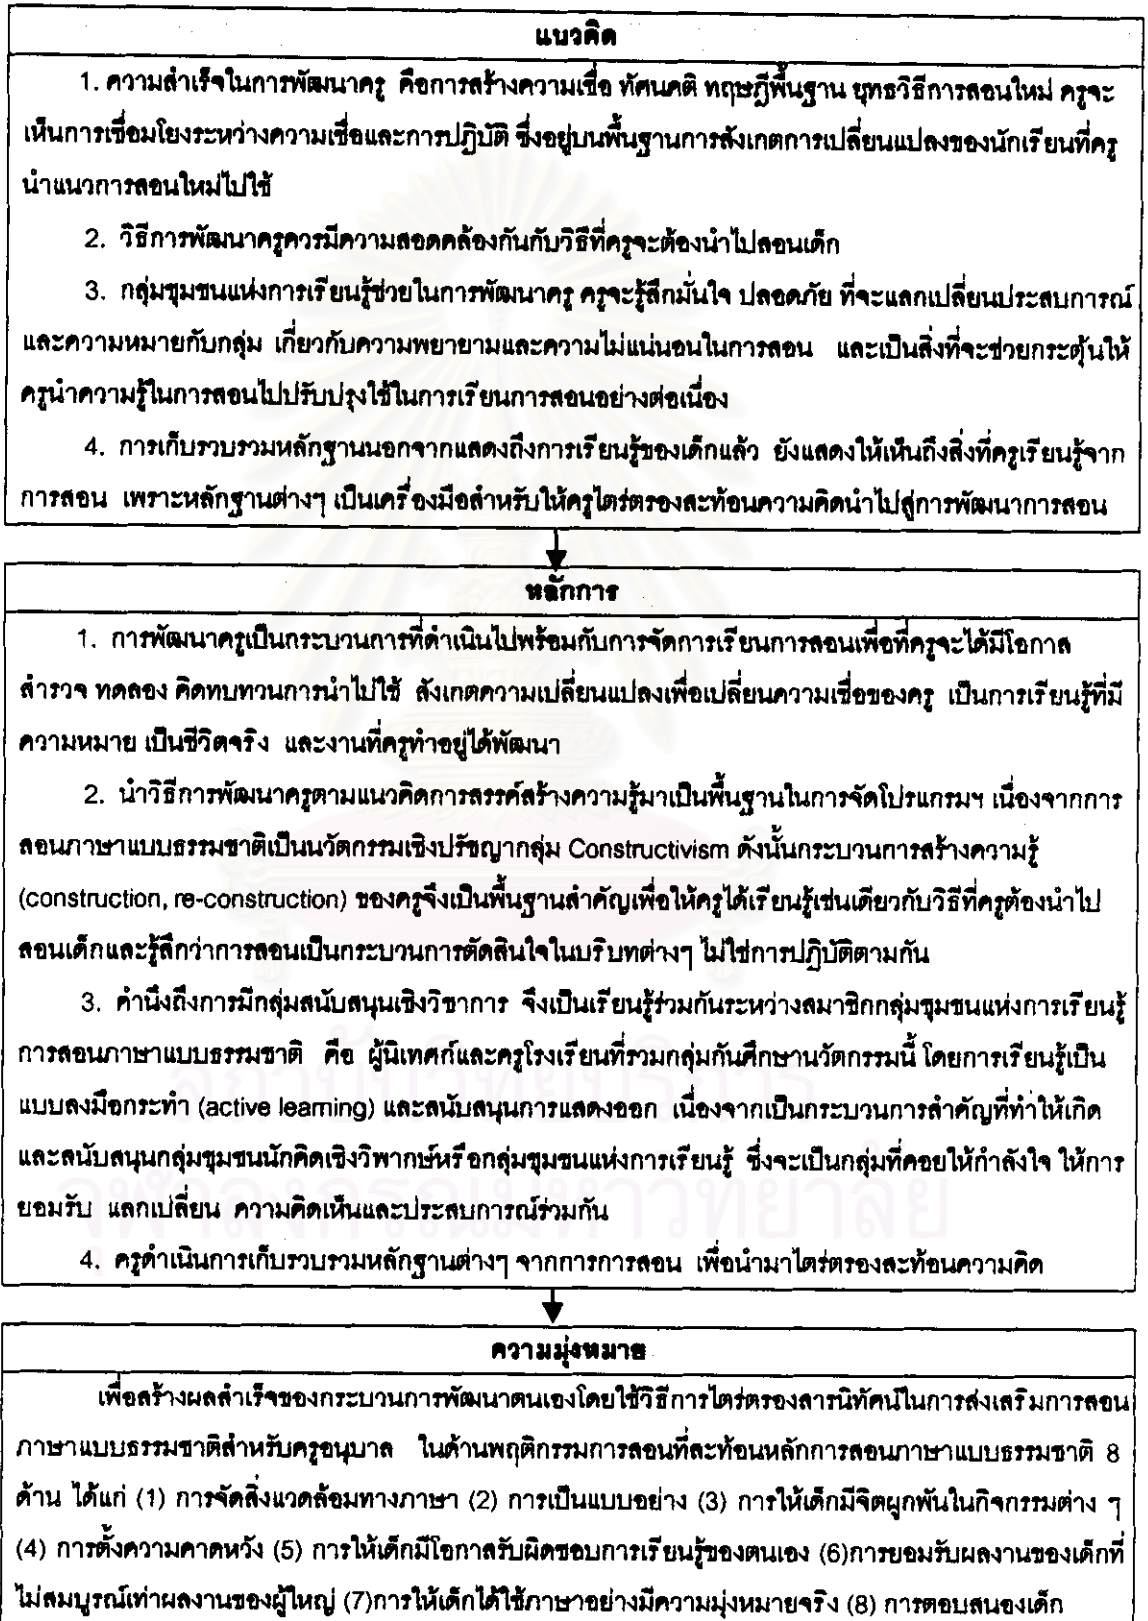 แนวคิด
1. ความสำเร็จในการพัฒนาครู คือการสร้างความเชื่อ ทัศนคติ ทฤษฎีพื้นฐาน ยุทธวิธีการสอนใหม่ ครูจะ
เห็นการเชื่อมโยงระหว่างความเชื่อและการปฏิบัติ ซึ่งอยู่บนพื้นฐานการสังเกตการเปลี่ยนแปลงของนักเรียนที่ครู
นำแนวการสอนใหม่ไปใช้
2. วิธีการพัฒนาครูควรมีความสอดคล้องกันกับวิธีที่ครูจะต้องนำไปสอนเด็ก
3. กลุ่มชุมชนแห่งการเรียนรู้ช่วยในการพัฒนาครู ครูจะรู้สึกมั่นใจ ปลอดภัย ที่จะแลกเปลี่ยนประสบการณ์
และความหมายกับกลุ่ม เกี่ยวกับความพยายามและความไม่แน่นอนในการสอน และเป็นสิ่งที่จะช่วยกระตุ้นให้
ครูนำความรู้ในการสอนไปปรับปรุงใช้ในการเรียนการสอนอย่างต่อเนื่อง
4. การเก็บรวบรวมหลักฐานนอกจากแสดงถึงการเรียนรู้ของเด็กแล้ว ยังแสดงให้เห็นถึงสิ่งที่ครูเรียนรู้จาก
การสอน เพราะหลักฐานต่างๆ เป็นเครื่องมือสำหรับให้ครูไตร่ตรองสะท้อนความคิดนำไปสู่การพัฒนาการสอน
หลักการ
1. การพัฒนาครูเป็นกระบวนการที่ดำเนินไปพร้อมกับการจัดการเรียนการสอนเพื่อที่ครูจะได้มีโอกาส
สำรวจ ทดลอง คิดทบทวนการนำไปใช้ สังเกตความเปลี่ยนแปลงเพื่อเปลี่ยนความเชื่อของครู เป็นการเรียนรู้ที่มี
ความหมาย เป็นชีวิตจริง และงานที่ครูทำอยู่ได้พัฒนา
2. นำวิธีการพัฒนาครูตามแนวคิดการสรรค์สร้างความรู้มาเป็นพื้นฐานในการจัดโปรแกรมฯ เนื่องจากการ
สอนภาษาแบบธรรมชาติเป็นนวัตกรรมเชิงปรัชญากลุ่ม Constructivism ดังนั้นกระบวนการสร้างความรู้
(construction, re-construction) ของครูจึงเป็นพื้นฐานสำคัญเพื่อให้ครูได้เรียนรู้เช่นเดียวกับวิธีที่ครูต้องนำไป
สอนเด็กและรู้สึกว่าการสอนเป็นกระบวนการตัดสินใจในบริบทต่างๆ ไม่ใช่การปฏิบัติตามกัน
3. คำนึงถึงการมีกลุ่มสนับสนุนเชิงวิชาการ จึงเป็นเรียนรู้ร่วมกันระหว่างสมาชิกกลุ่มชุมชนแห่งการเรียนรู้
การสอนภาษาแบบธรรมชาติ คือ ผู้นิเทศก์และครูโรงเรียนที่รวมกลุ่มกันศึกษานวัตกรรมนี้ โดยการเรียนรู้เป็น
แบบลงมือกระทำ (active learning) และสนับสนุนการแสดงออก เนื่องจากเป็นกระบวนการสำคัญที่ทำให้เกิด
และสนับสนุนกลุ่มชุมชนนักคิดเชิงวิพากษ์หรือกลุ่มชุมชนแห่งการเรียนรู้ ซึ่งจะเป็นกลุ่มที่คอยให้กำลังใจ ให้การ
ยอมรับ แลกเปลี่ยน ความคิดเห็นและประสบการณ์ร่วมกัน
4. ครูดำเนินการเก็บรวบรวมหลักฐานต่างๆ จากการการสอน เพื่อนำมาไตร่ตรองสะท้อนความคิด
สถาบันวิทยบริการ
จุฬาลงกรณ์มหาวิทยาลัย
ความมุ่งหมาย
เพื่อสร้างผลสำเร็จของกระบวนการพัฒนาตนเองโดยใช้วิธีการไตร่ตรองสารนิทัศน์ในการส่งเสริมการสอน
ภาษาแบบธรรมชาติสำหรับครูอนุบาล ในด้านพฤติกรรมการสอนที่สะท้อนหลักการสอนภาษาแบบธรรมชาติ 8
ด้าน ได้แก่ (1) การจัดสิ่งแวดล้อมทางภาษา (2) การเป็นแบบอย่าง (3) การให้เด็กมีจิตผูกพันในกิจกรรมต่าง ๆ
(4) การตั้งความคาดหวัง (5) การให้เด็กมีโอกาสรับผิดชอบการเรียนรู้ของตนเอง (6)การยอมรับผลงานของเด็กที่
ไม่สมบูรณ์เท่าผลงานของผู้ใหญ่ (7)การให้เด็กได้ใช้ภาษาอย่างมีความมุ่งหมายจริง (8) การตอบสนองเด็ก